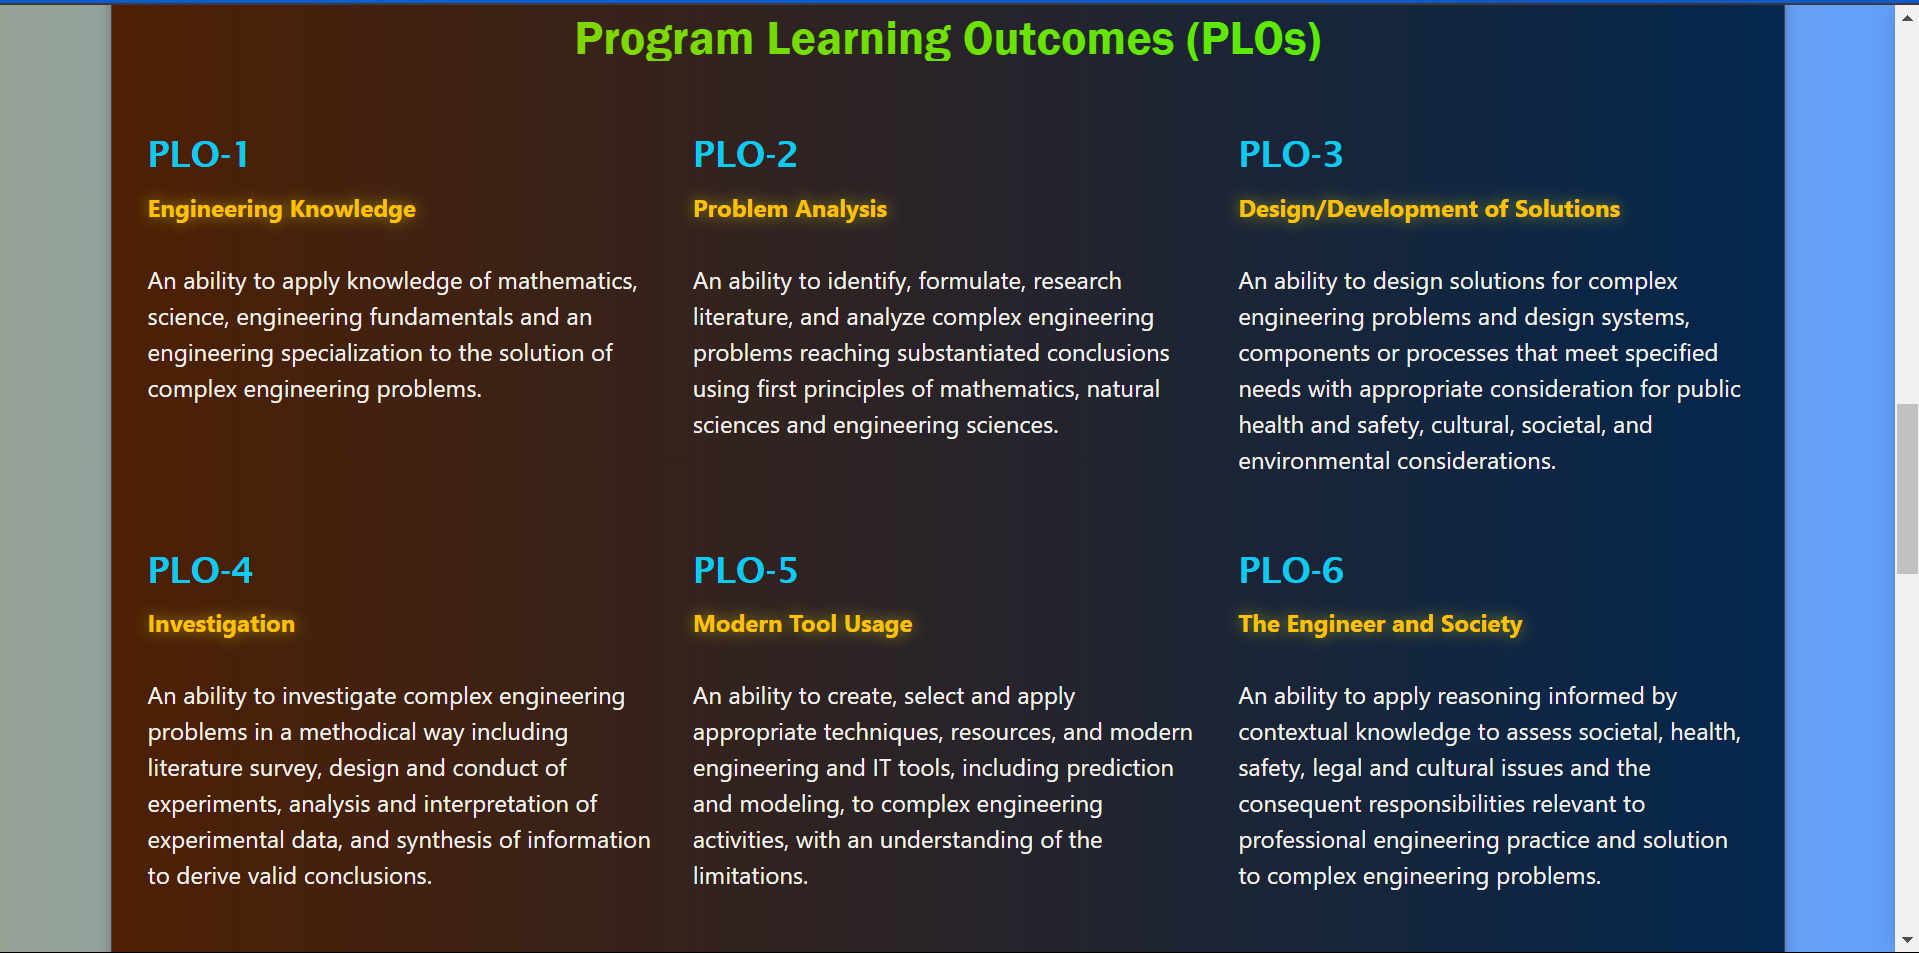 Program Learning Outcomes (PLOs)
PLO-1
Engineering Knowledge
An ability to apply knowledge of mathematics,
science, engineering fundamentals and an
engineering specialization to the solution of
complex engineering problems.
PLO-2
Problem Analysis
An ability to identify, formulate, research
literature, and analyze complex engineering
problems reaching substantiated conclusions
using first principles of mathematics, natural
sciences and engineering sciences.
PLO-3
Design/Development of Solutions
An ability to design solutions for complex
engineering problems and design systems,
components or processes that meet specified
needs with appropriate consideration for public
health and safety, cultural, societal, and
environmental considerations.
PLO-4
Investigation
An ability to investigate complex engineering
problems in a methodical way including
literature survey, design and conduct of
experiments, analysis and interpretation of
experimental data, and synthesis of information
to derive valid conclusions.
PLO-5
Modern Tool Usage
An ability to create, select and apply
appropriate techniques, resources, and modern
engineering and IT tools, including prediction
and modeling, to complex engineering
activities, with an understanding of the
limitations.
PLO-6
The Engineer and Society
An ability to apply reasoning informed by
contextual knowledge to assess societal, health,
safety, legal and cultural issues and the
consequent responsibilities relevant to
professional engineering practice and solution
to complex engineering problems.